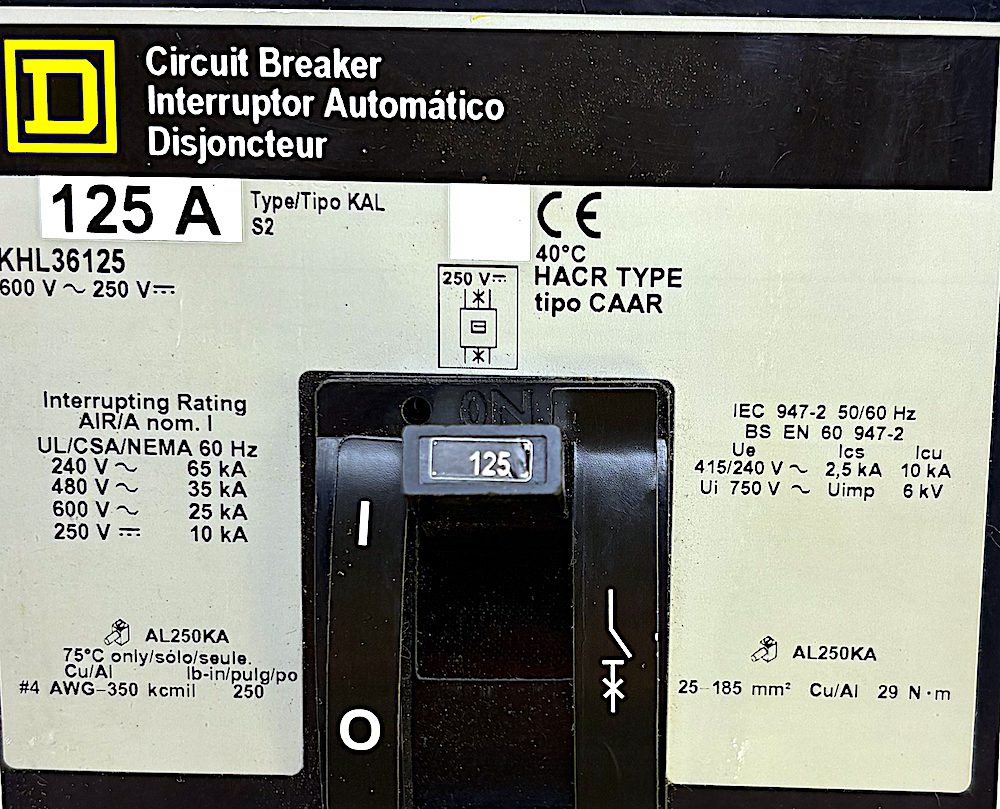 D
Circuit Breaker
Interruptor Automático
Disjoncteur
125 A
Type/Tipo KAL
S2
KHL36125
600 V ~ 250 V⎓
CE
40°C
HACR TYPE
tipo CAAR
250 V⎓
Interrupting Rating
AIR/A nom. I
UL/CSA/NEMA 60 Hz
240 V ~ 65 kA
480 V ~ 35 kA
600 V ~ 25 kA
250 V ⎓ 10 kA
AL250KA
75°C only/sólo/seule.
Cu/Al lb-in/pulg/po
#4 AWG-350 kcmil 250
ON
125
I
O
IEC 947-2 50/60 Hz
BS EN 60 947-2
Ue Ics Icu
415/240 V ~ 2,5 kA 10 kA
Ui 750 V ~ Uimp 6 kV
AL250KA
25-185 mm² Cu/Al 29 N·m